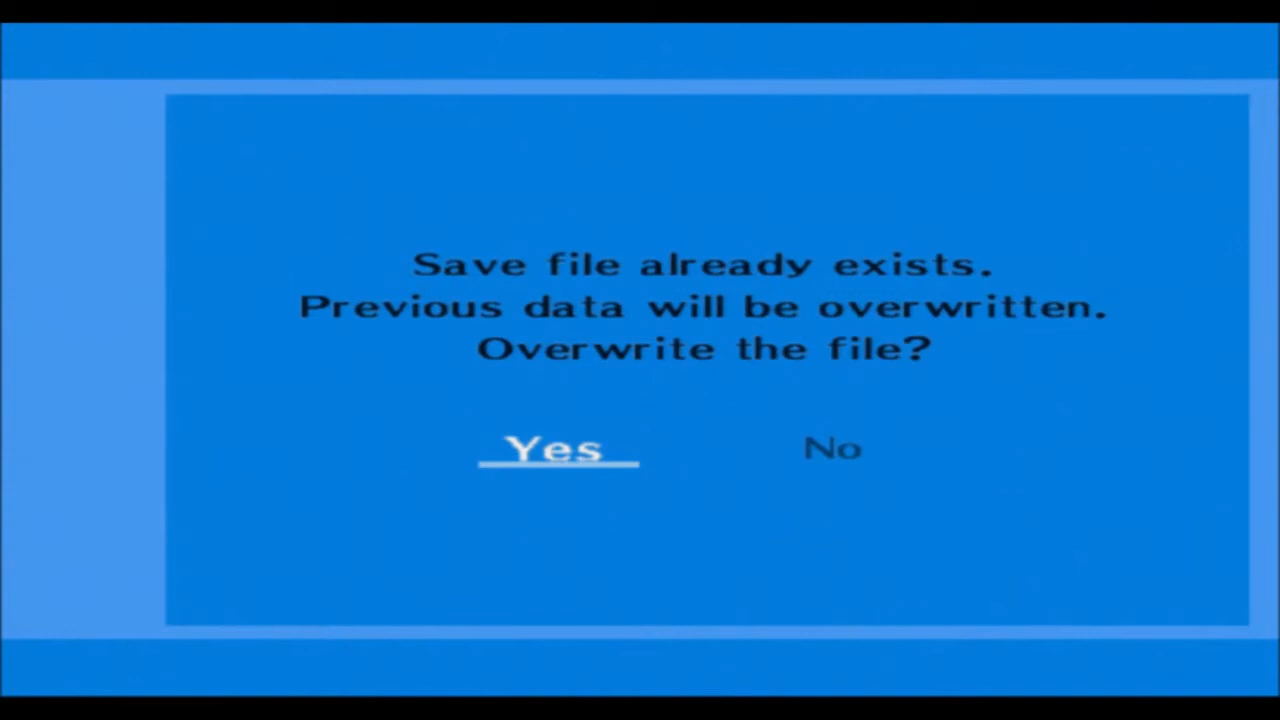 Save file already exists.
Previous data will be overwritten.
Overwrite the file?
Yes No